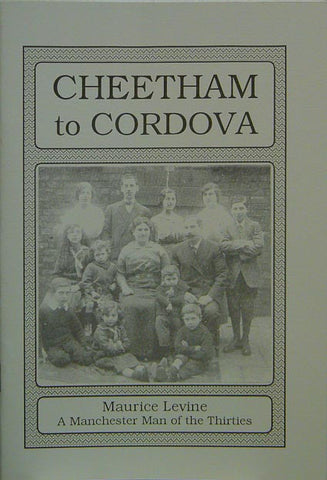 CHEETHAM
to CORDOVA
Maurice Levine
A Manchester Man of the Thirties